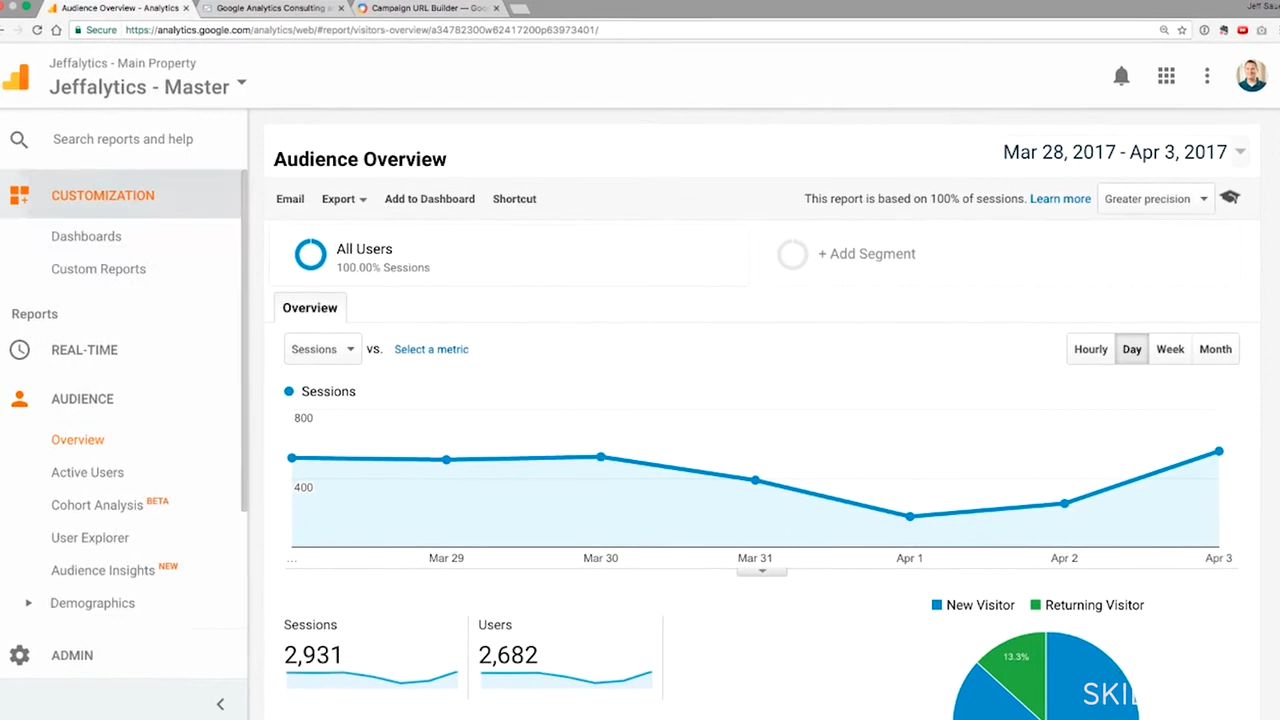 Audience Overview - Analytics
Google Analytics Consulting a
Campaign URL Builder — Goo
Secure
https://analytics.google.com/analytics/web/#report/visitors-overview/a34782300w62417200p63973401/
Jeffalytics - Main Property
Jeffalytics - Master
Search reports and help
CUSTOMIZATION
Dashboards
Custom Reports
Reports
REAL-TIME
AUDIENCE
Overview
Active Users
Cohort Analysis BETA
User Explorer
Audience Insights NEW
Demographics
ADMIN
Audience Overview
Mar 28, 2017 - Apr 3, 2017
Email Export Add to Dashboard Shortcut
This report is based on 100% of sessions. Learn more
Greater precision
All Users
100.00% Sessions
+ Add Segment
Overview
Sessions vs. Select a metric
Hourly Day Week Month
Sessions
800
400
... Mar 29 Mar 30 Mar 31 Apr 1 Apr 2 Apr 3
New Visitor Returning Visitor
Sessions
2,931
Users
2,682
13.3%